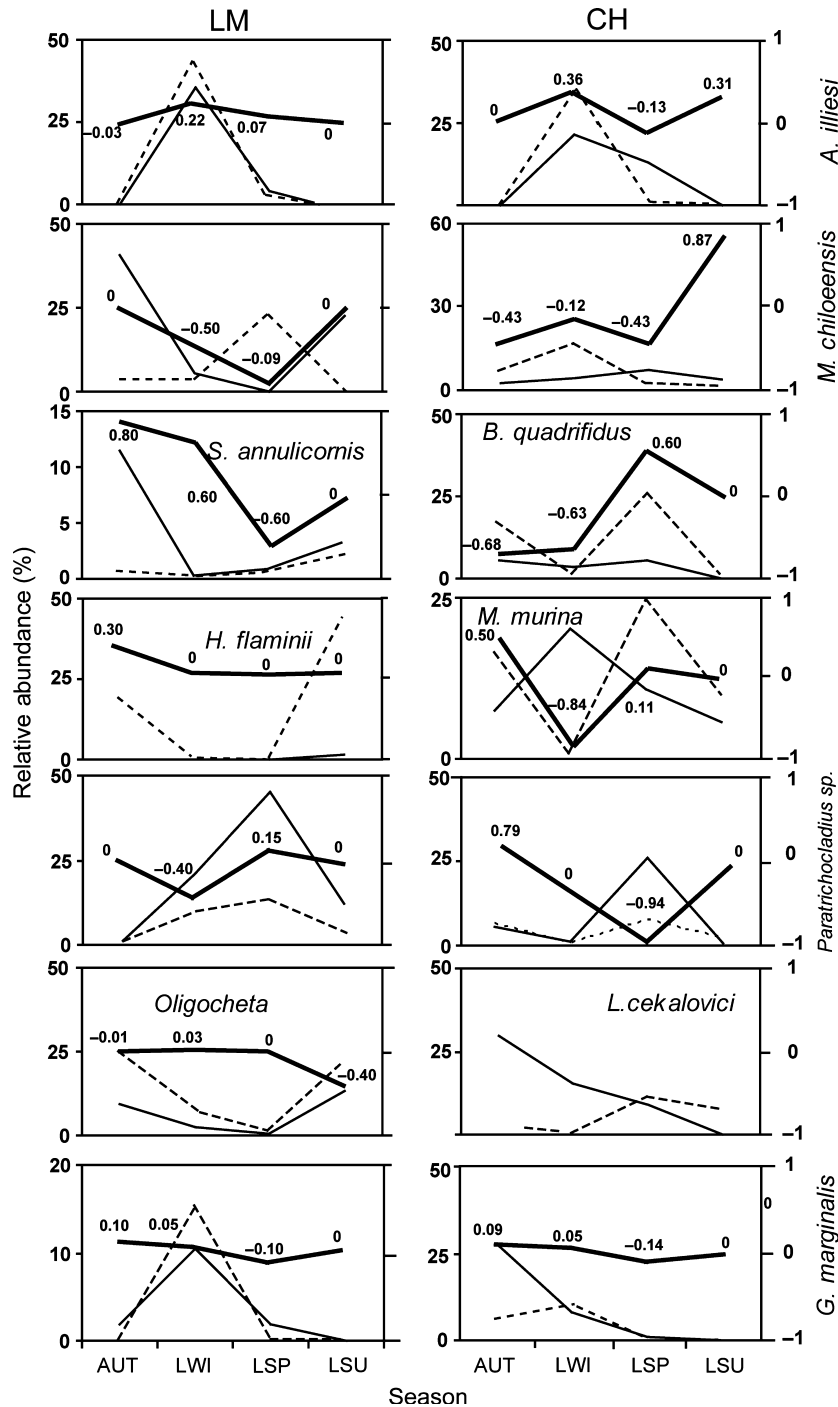 LM CH
50 50 1
0.36 0.31
25 –0.03 0.22 0.07 0 25 0 –0.13 0 A. illiesi
0 0 –1
50 60 1
0 –0.50 –0.09 0 –0.43 –0.12 –0.43 0.87
25 30 0 M. chiloeensis
0 0 –1
15 50 1
0.80 S. annulicornis B. quadrifidus 0.60
10 0.60 –0.60 0 25 –0.68 –0.63 0 0
5
0 0 –1
50 25 1
0.30 H. flaminii M. murina
0 0 0 0.50 –0.84 0.11 0
25 0
0 0 –1
50 50 1
0 –0.40 0.15 0 0.79 0 –0.94 0
25 25 0 Paratrichocladius sp.
0 0 –1
50 1
Oligocheta L.cekalovici
–0.01 0.03 0 –0.40
25 25 0
0 –1
20 50 1
0
0.10 0.05 –0.10 0 0.09 0.05 –0.14 0
10 25 0 G. marginalis
0 0 –1
AUT LWI LSP LSU AUT LWI LSP LSU
Season
Relative abundance (%)